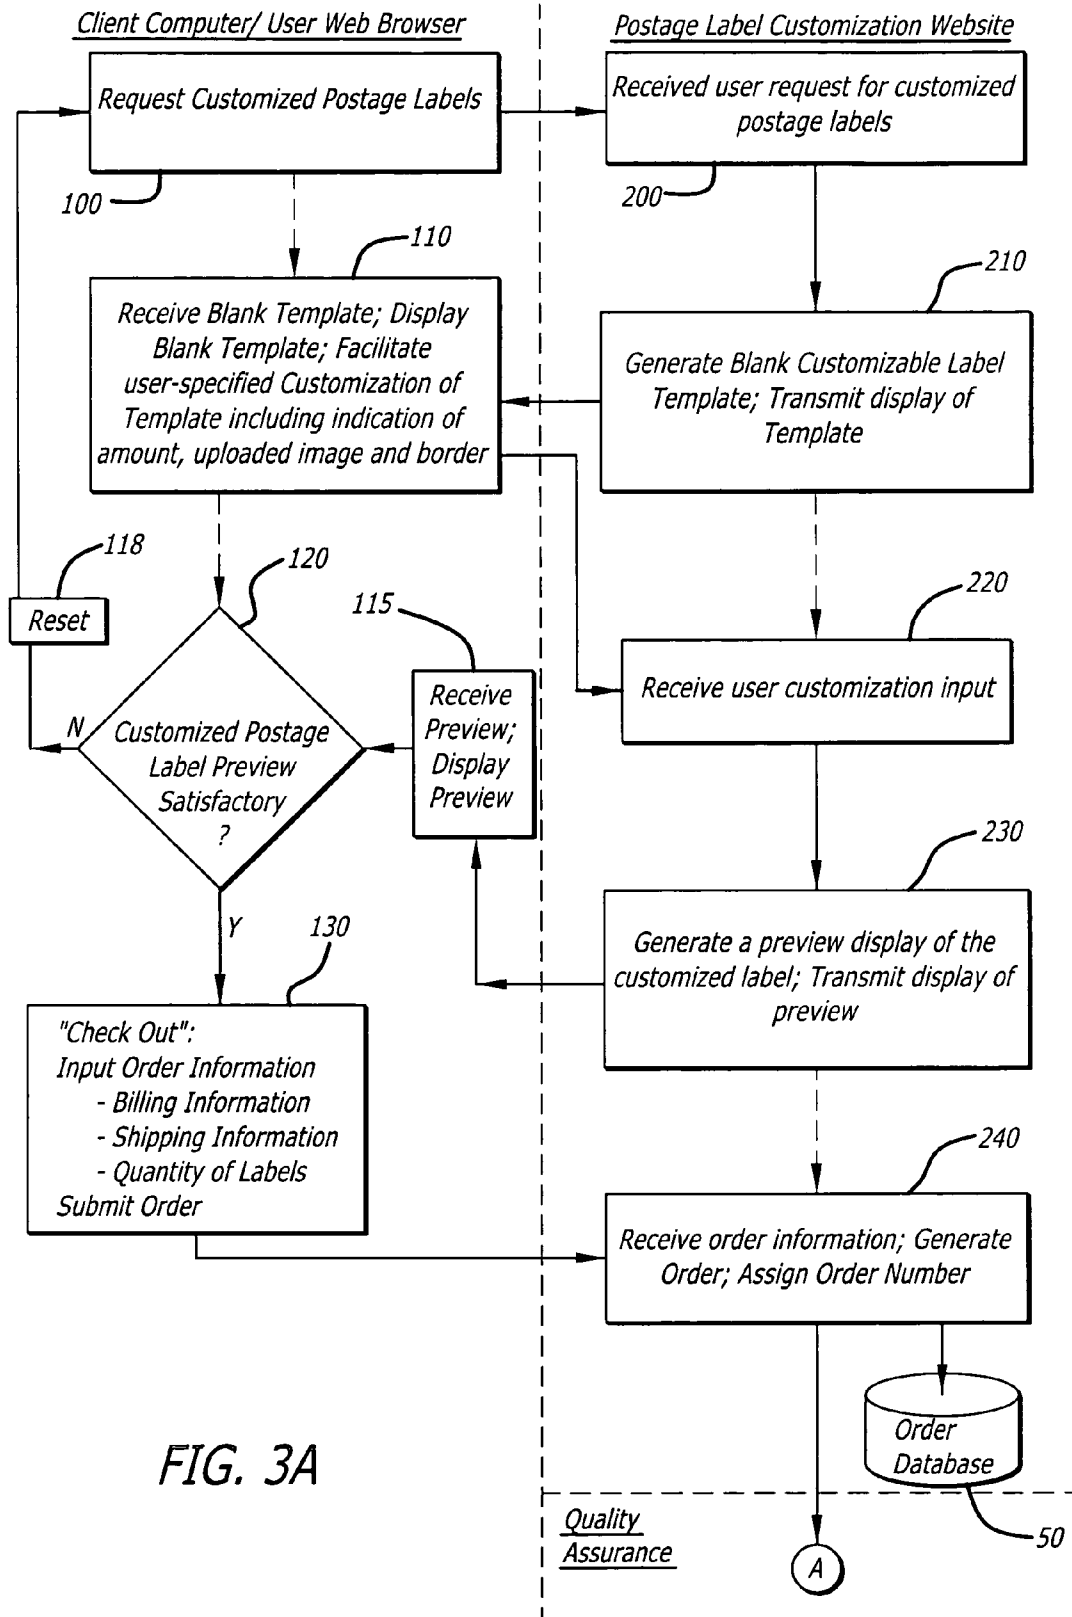 Client Computer/ User Web Browser
Postage Label Customization Website
Request Customized Postage Labels
100
Received user request for customized
postage labels
200
110
Receive Blank Template; Display
Blank Template; Facilitate
user-specified Customization of
Template including indication of
amount, uploaded image and border
210
Generate Blank Customizable Label
Template; Transmit display of
Template
118
Reset
120
Customized Postage
Label Preview
Satisfactory
?
N
Y
115
Receive
Preview;
Display
Preview
220
Receive user customization input
230
Generate a preview display of the
customized label; Transmit display of
preview
130
"Check Out":
Input Order Information
- Billing Information
- Shipping Information
- Quantity of Labels
Submit Order
240
Receive order information; Generate
Order; Assign Order Number
Order
Database
50
FIG. 3A
Quality
Assurance
A